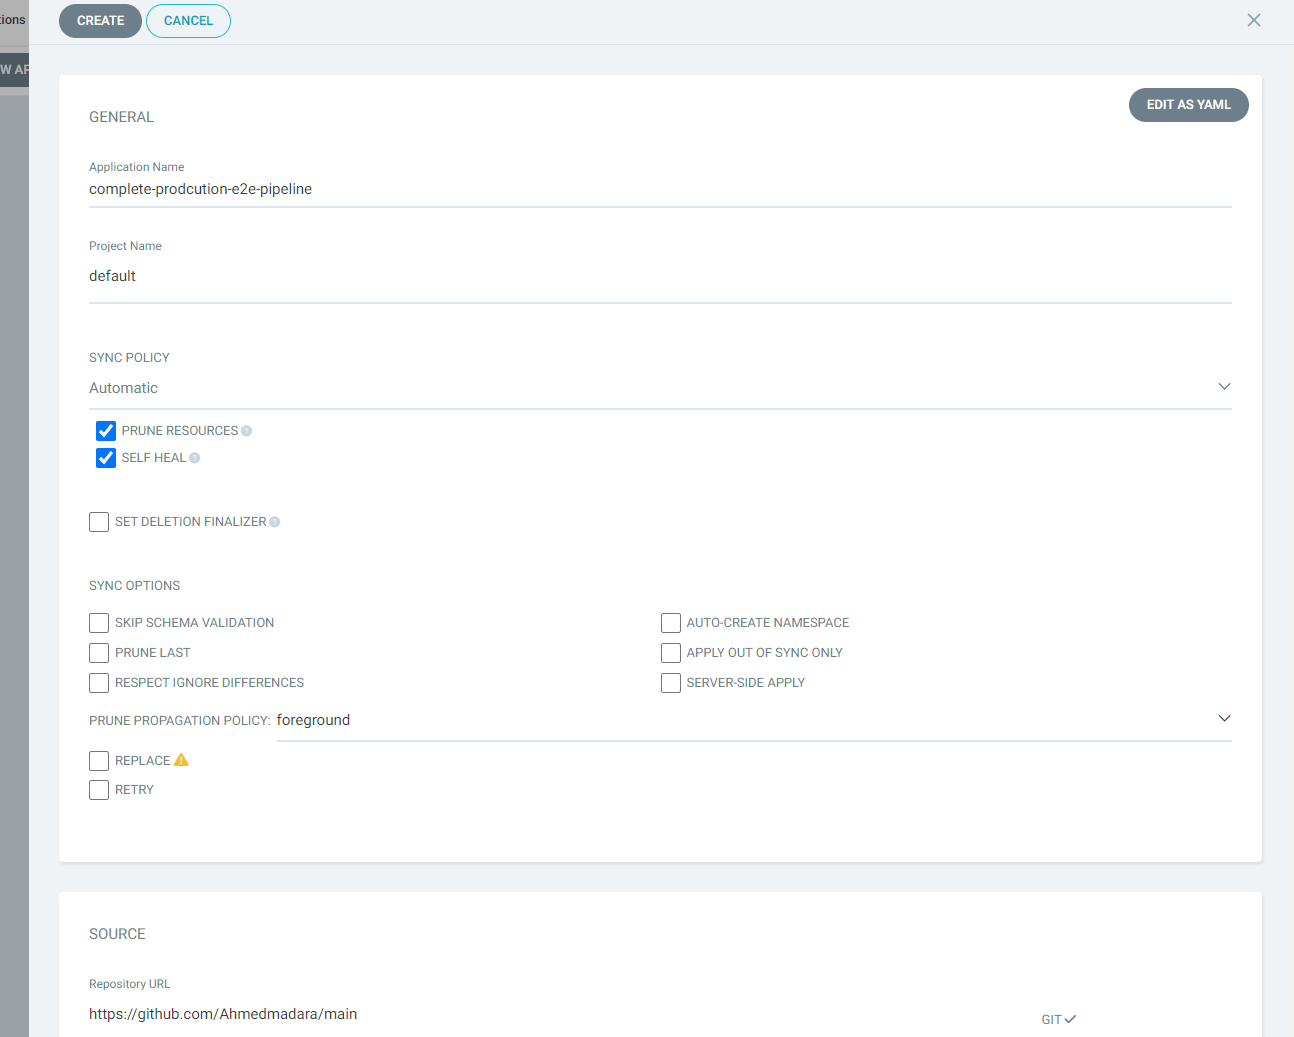 tions
CREATE
CANCEL
W AP
EDIT AS YAML
GENERAL
Application Name
complete-prodcution-e2e-pipeline
Project Name
default
SYNC POLICY
Automatic
PRUNE RESOURCES
SELF HEAL
SET DELETION FINALIZER
SYNC OPTIONS
SKIP SCHEMA VALIDATION
AUTO-CREATE NAMESPACE
PRUNE LAST
APPLY OUT OF SYNC ONLY
RESPECT IGNORE DIFFERENCES
SERVER-SIDE APPLY
PRUNE PROPAGATION POLICY: foreground
REPLACE
RETRY
SOURCE
Repository URL
https://github.com/Ahmedmadara/main
GIT